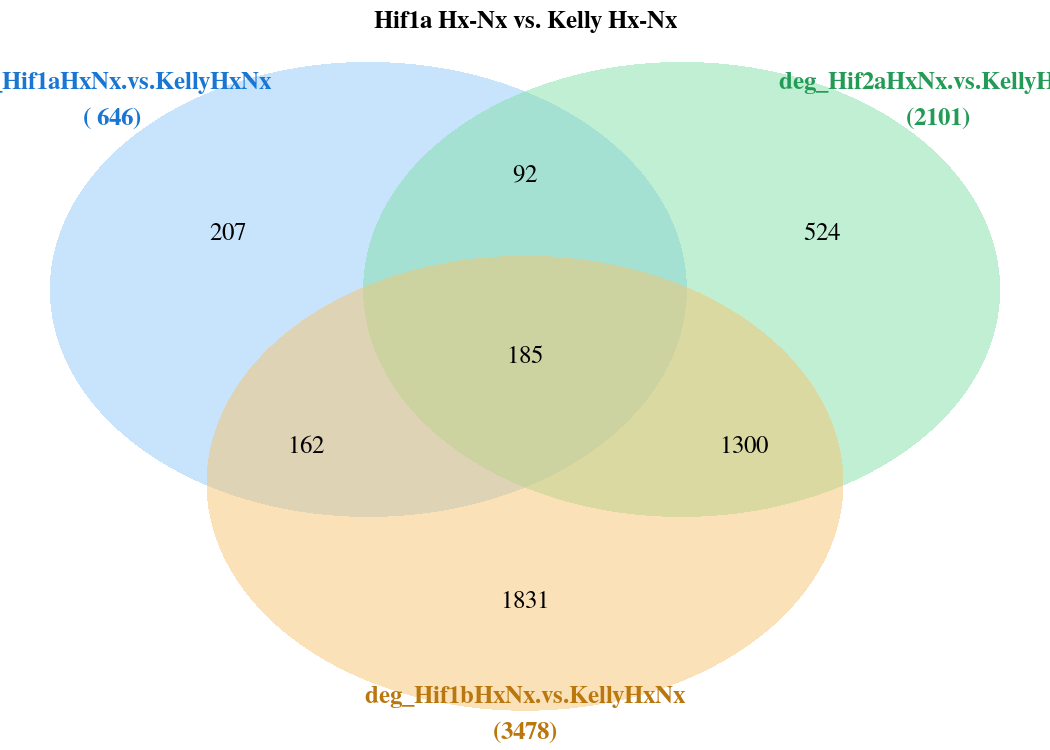 Hif1a Hx-Nx vs. Kelly Hx-Nx
_Hif1aHxNx.vs.KellyHxNx
( 646)
deg_Hif2aHxNx.vs.KellyH
(2101)
92
207
524
185
162
1300
1831
deg_Hif1bHxNx.vs.KellyHxNx
(3478)